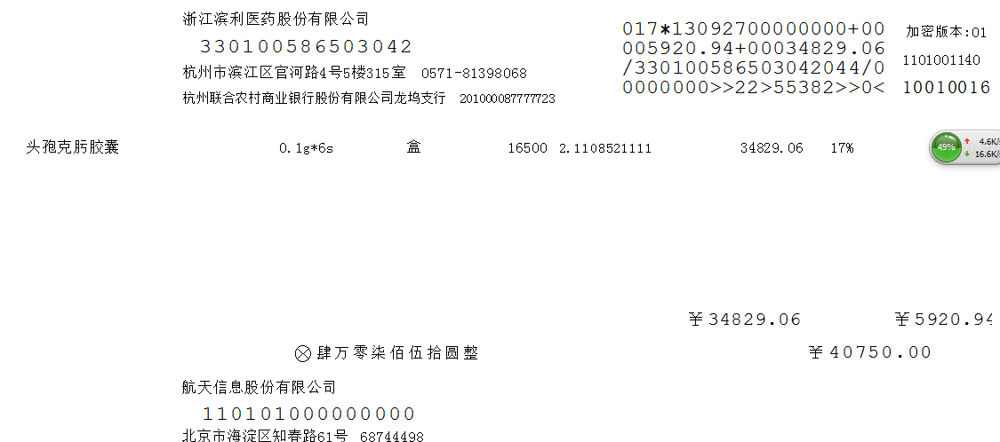 浙江滨利医药股份有限公司
330100586503042
杭州市滨江区官河路4号5楼315室 0571-81398068
杭州联合农村商业银行股份有限公司龙坞支行 201000087777723
017*13092700000000+00
005920.94+00034829.06
/330100586503042044/0
0000000>>22>55382>>0<
加密版本:01
1101001140
10010016
头孢克肟胶囊 0.1g*6s 盒 16500 2.1108521111 34829.06 17%
49% 4.6K/s
16.6K/s
￥34829.06 ￥5920.94
ⓧ肆万零柒佰伍拾圆整 ￥40750.00
航天信息股份有限公司
110101000000000
北京市海淀区知春路61号 68744498